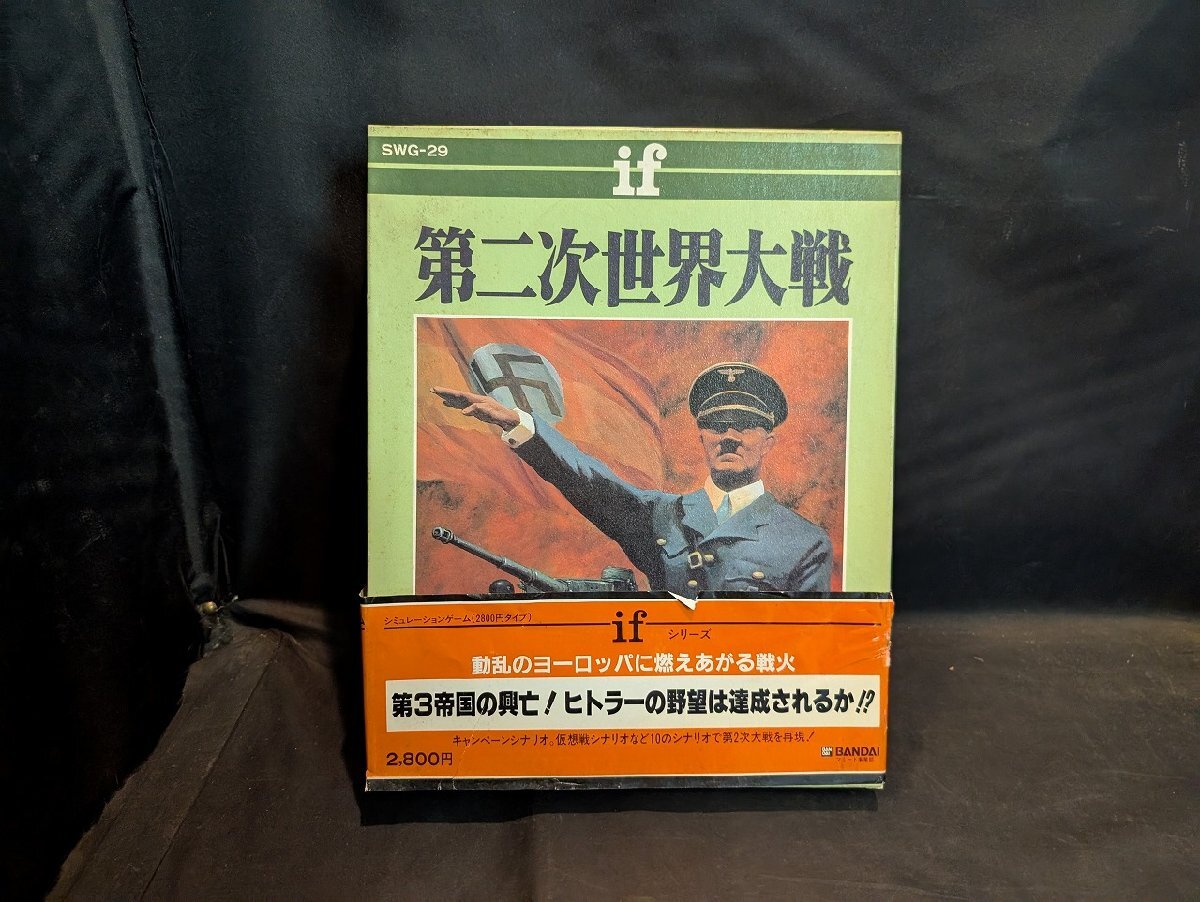 SWG-29
if
第二次世界大戦
シミュレーションゲーム(2800円タイプ)
if シリーズ
動乱のヨーロッパに燃えあがる戦火
第3帝国の興亡!ヒトラーの野望は達成されるか!?
キャンペーンシナリオ。仮想戦シナリオなど10のシナリオで第2次大戦を再現!
2,800円
BAN DAI BANDAI